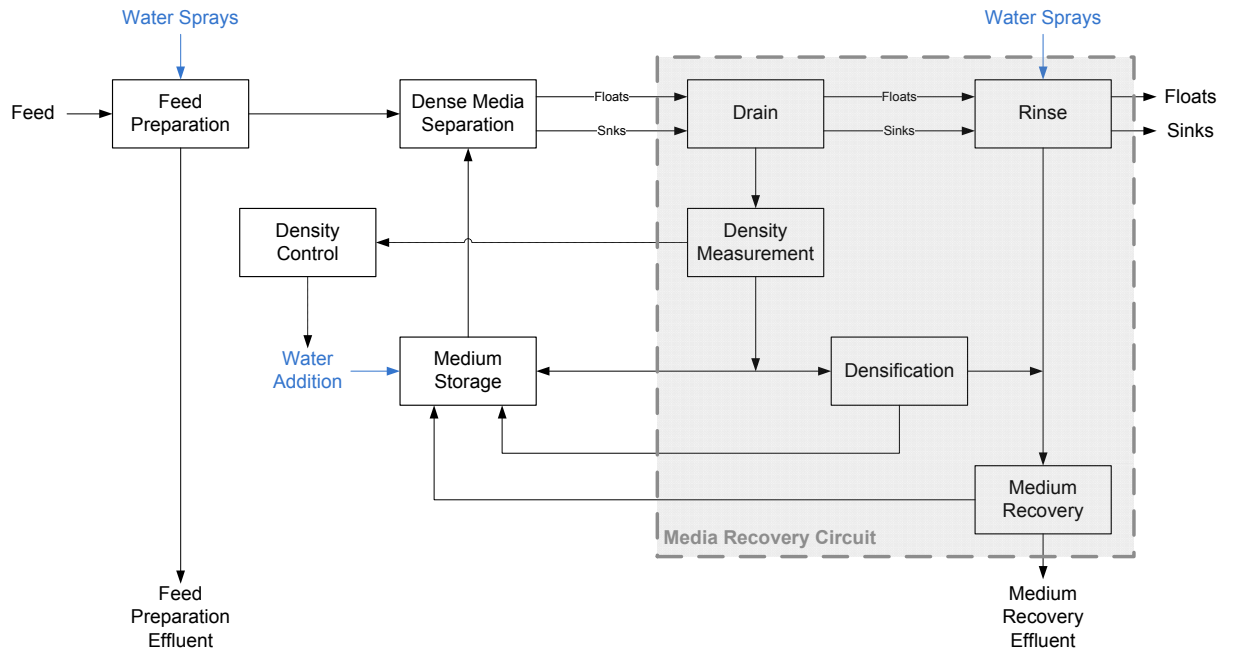 Water Sprays
Water Sprays
Feed
Feed
Preparation
Dense Media
Separation
Floats
Snks
Drain
Floats
Sinks
Rinse
Floats
Sinks
Density
Control
Density
Measurement
Water
Addition
Medium
Storage
Densification
Medium
Recovery
Media Recovery Circuit
Feed
Preparation
Effluent
Medium
Recovery
Effluent